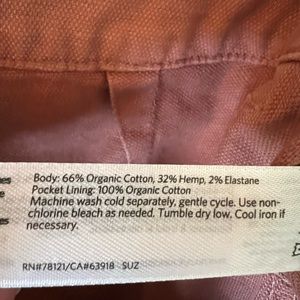 Body: 66% Organic Cotton, 32% Hemp, 2% Elastane
Pocket Lining: 100% Organic Cotton
Machine wash cold separately, gentle cycle. Use non-
chlorine bleach as needed. Tumble dry low. Cool iron if
necessary.
RN#78121/CA#63918 SUZ